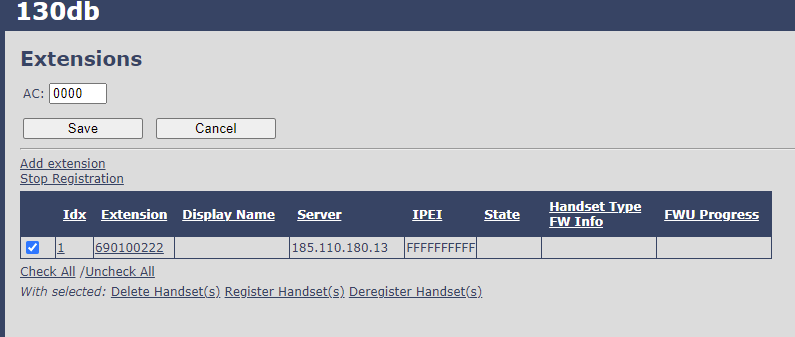 130db
Extensions
AC: 0000
Save Cancel
Add extension
Stop Registration
Idx Extension Display Name Server IPEI State Handset Type FW Info FWU Progress
1 690100222 185.110.180.13 FFFFFFFFFF
Check All /Uncheck All
With selected: Delete Handset(s) Register Handset(s) Deregister Handset(s)